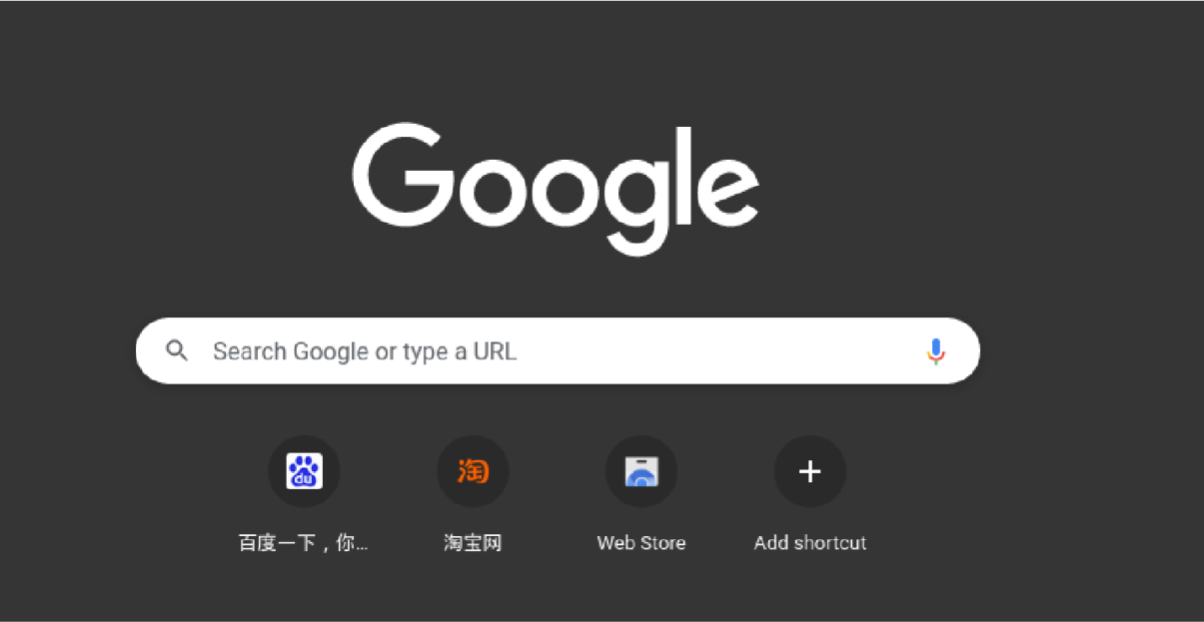 Google
Search Google or type a URL
du
淘
百度一下，你...
淘宝网
Web Store
Add shortcut